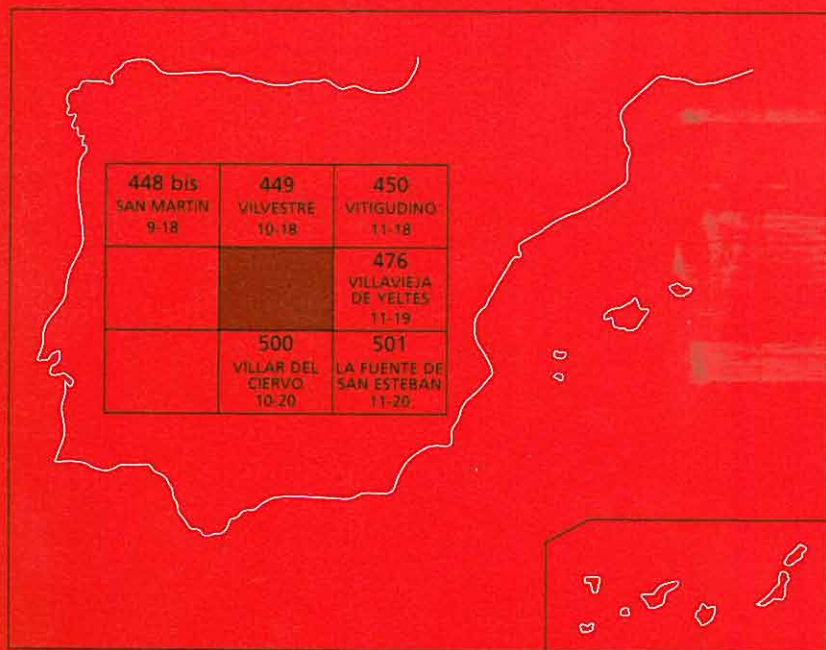 448 bis
SAN MARTIN
9-18
449
VILVESTRE
10-18
450
VITIGUDINO
11-18
476
VILLAVIEJA
DE YELTES
11-19
500
VILLAR DEL
CIERVO
10-20
501
LA FUENTE DE
SAN ESTEBAN
11-20